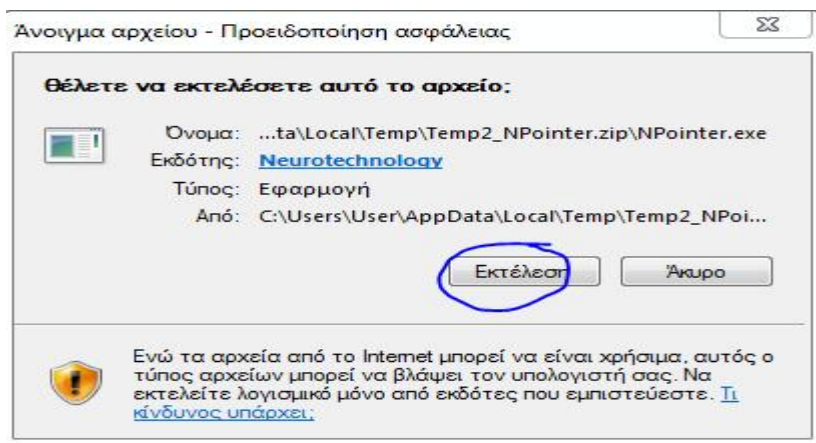 Άνοιγμα αρχείου - Προειδοποίηση ασφάλειας
Θέλετε να εκτελέσετε αυτό το αρχείο;
Όνομα: ...ta\Local\Temp\Temp2_NPointer.zip\NPointer.exe
Εκδότης: Neurotechnology
Τύπος: Εφαρμογή
Από: C:\Users\User\AppData\Local\Temp\Temp2_NPoi...
Εκτέλεση Άκυρο
Ενώ τα αρχεία από το Internet μπορεί να είναι χρήσιμα, αυτός ο
τύπος αρχείων μπορεί να βλάψει τον υπολογιστή σας. Να
εκτελείτε λογισμικό μόνο από εκδότες που εμπιστεύεστε. Τι
κίνδυνος υπάρχει;